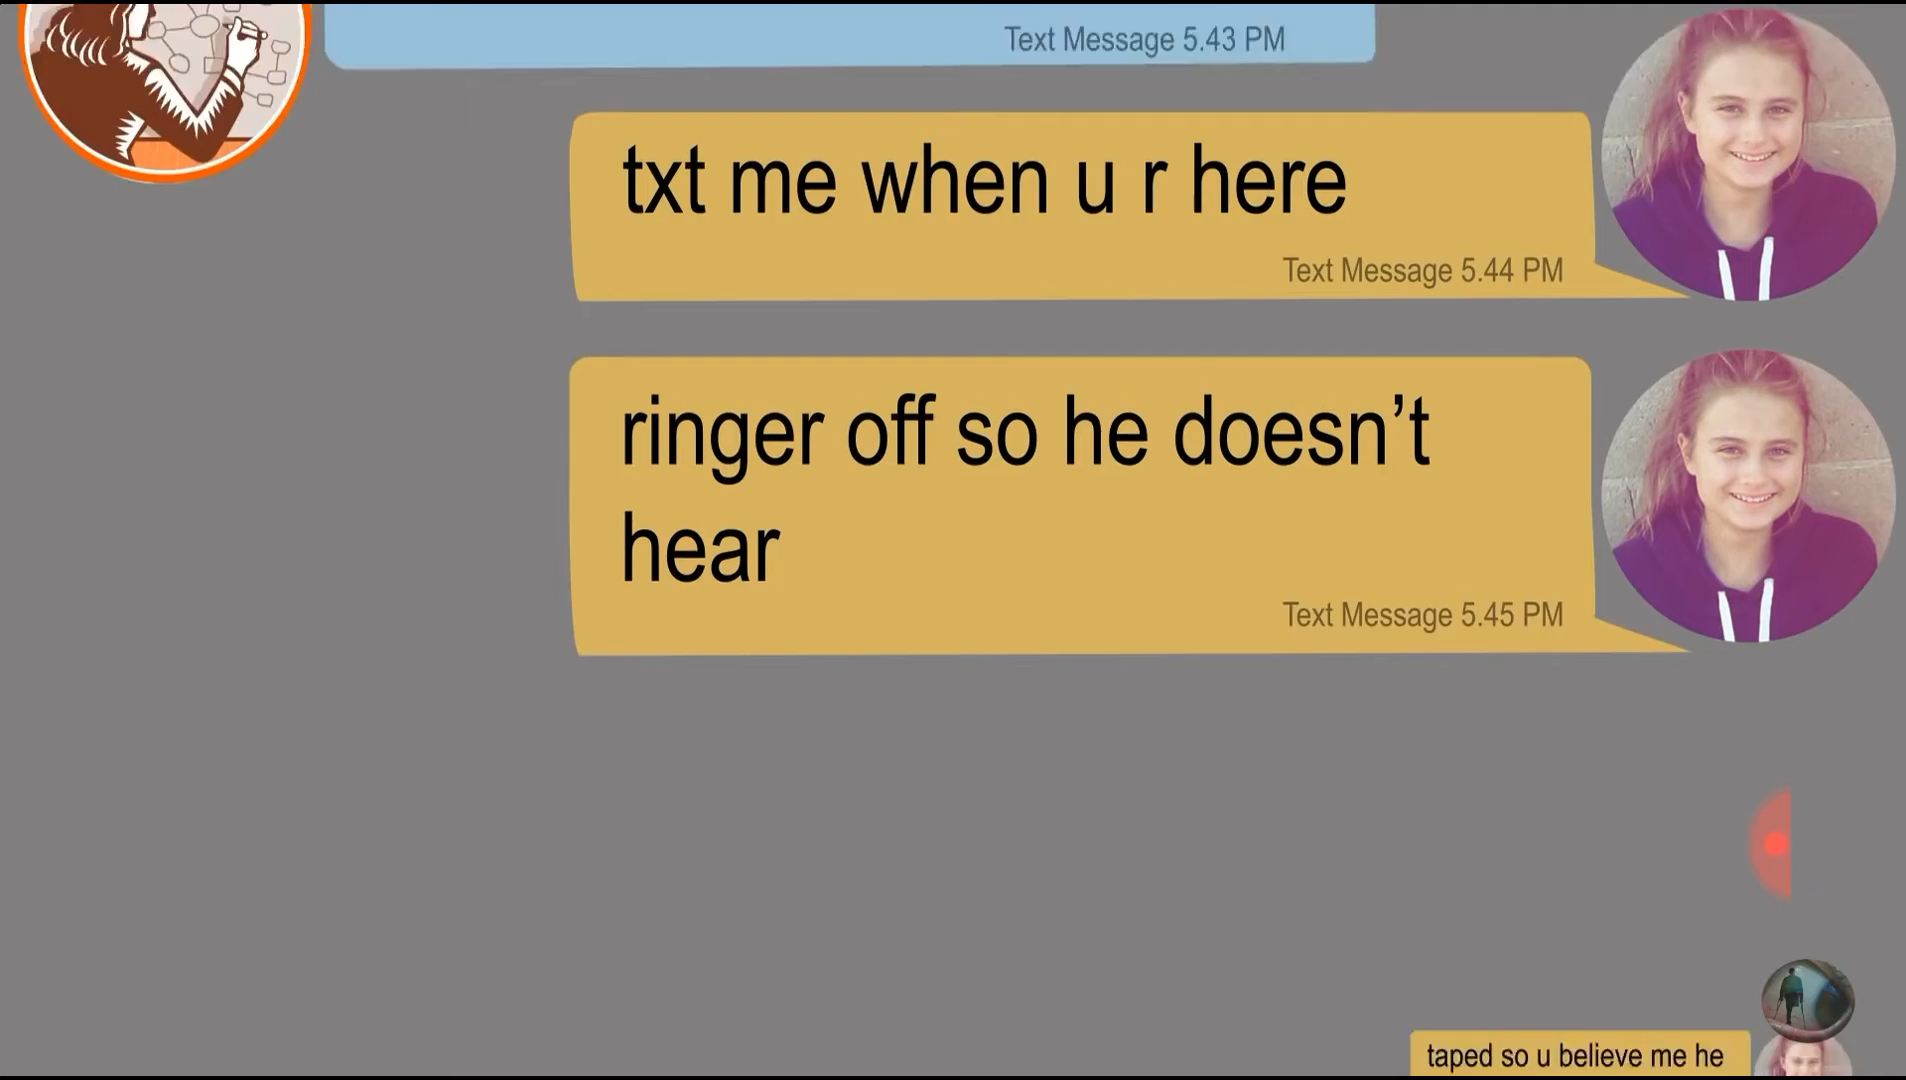 Text Message 5.43 PM
txt me when u r here
Text Message 5.44 PM
ringer off so he doesn’t
hear
Text Message 5.45 PM
taped so u believe me he